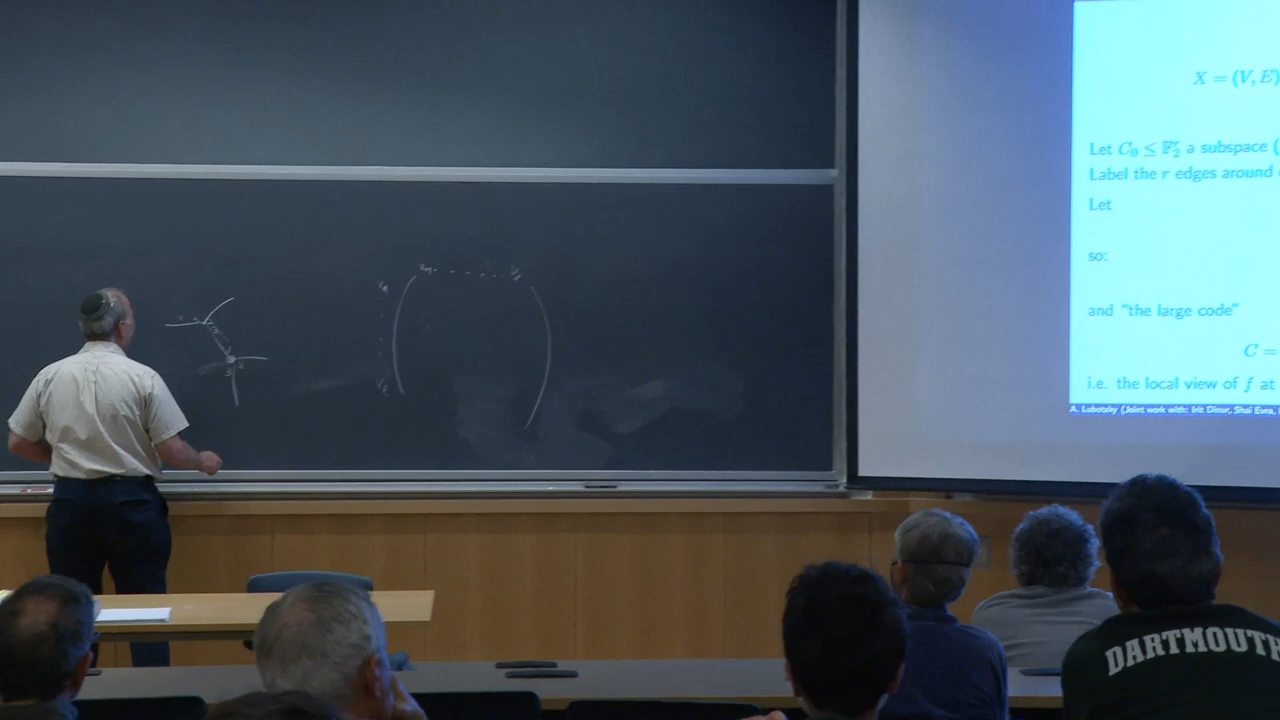 X = (V, E)
Let C₀ ≤ 𝔽₂ʳ a subspace (
Label the r edges around
Let
so:
and "the large code"
C =
i.e. the local view of f at
A. Lubotzky (Joint work with: Irit Dinur, Shai Evra,
DARTMOUTH